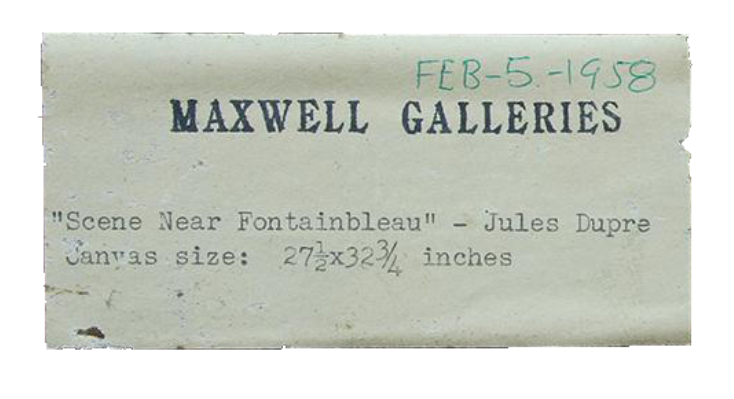 FEB-5-1958
MAXWELL GALLERIES
"Scene Near Fontainbleau" - Jules Dupre
Canvas size: 27½x32¾ inches